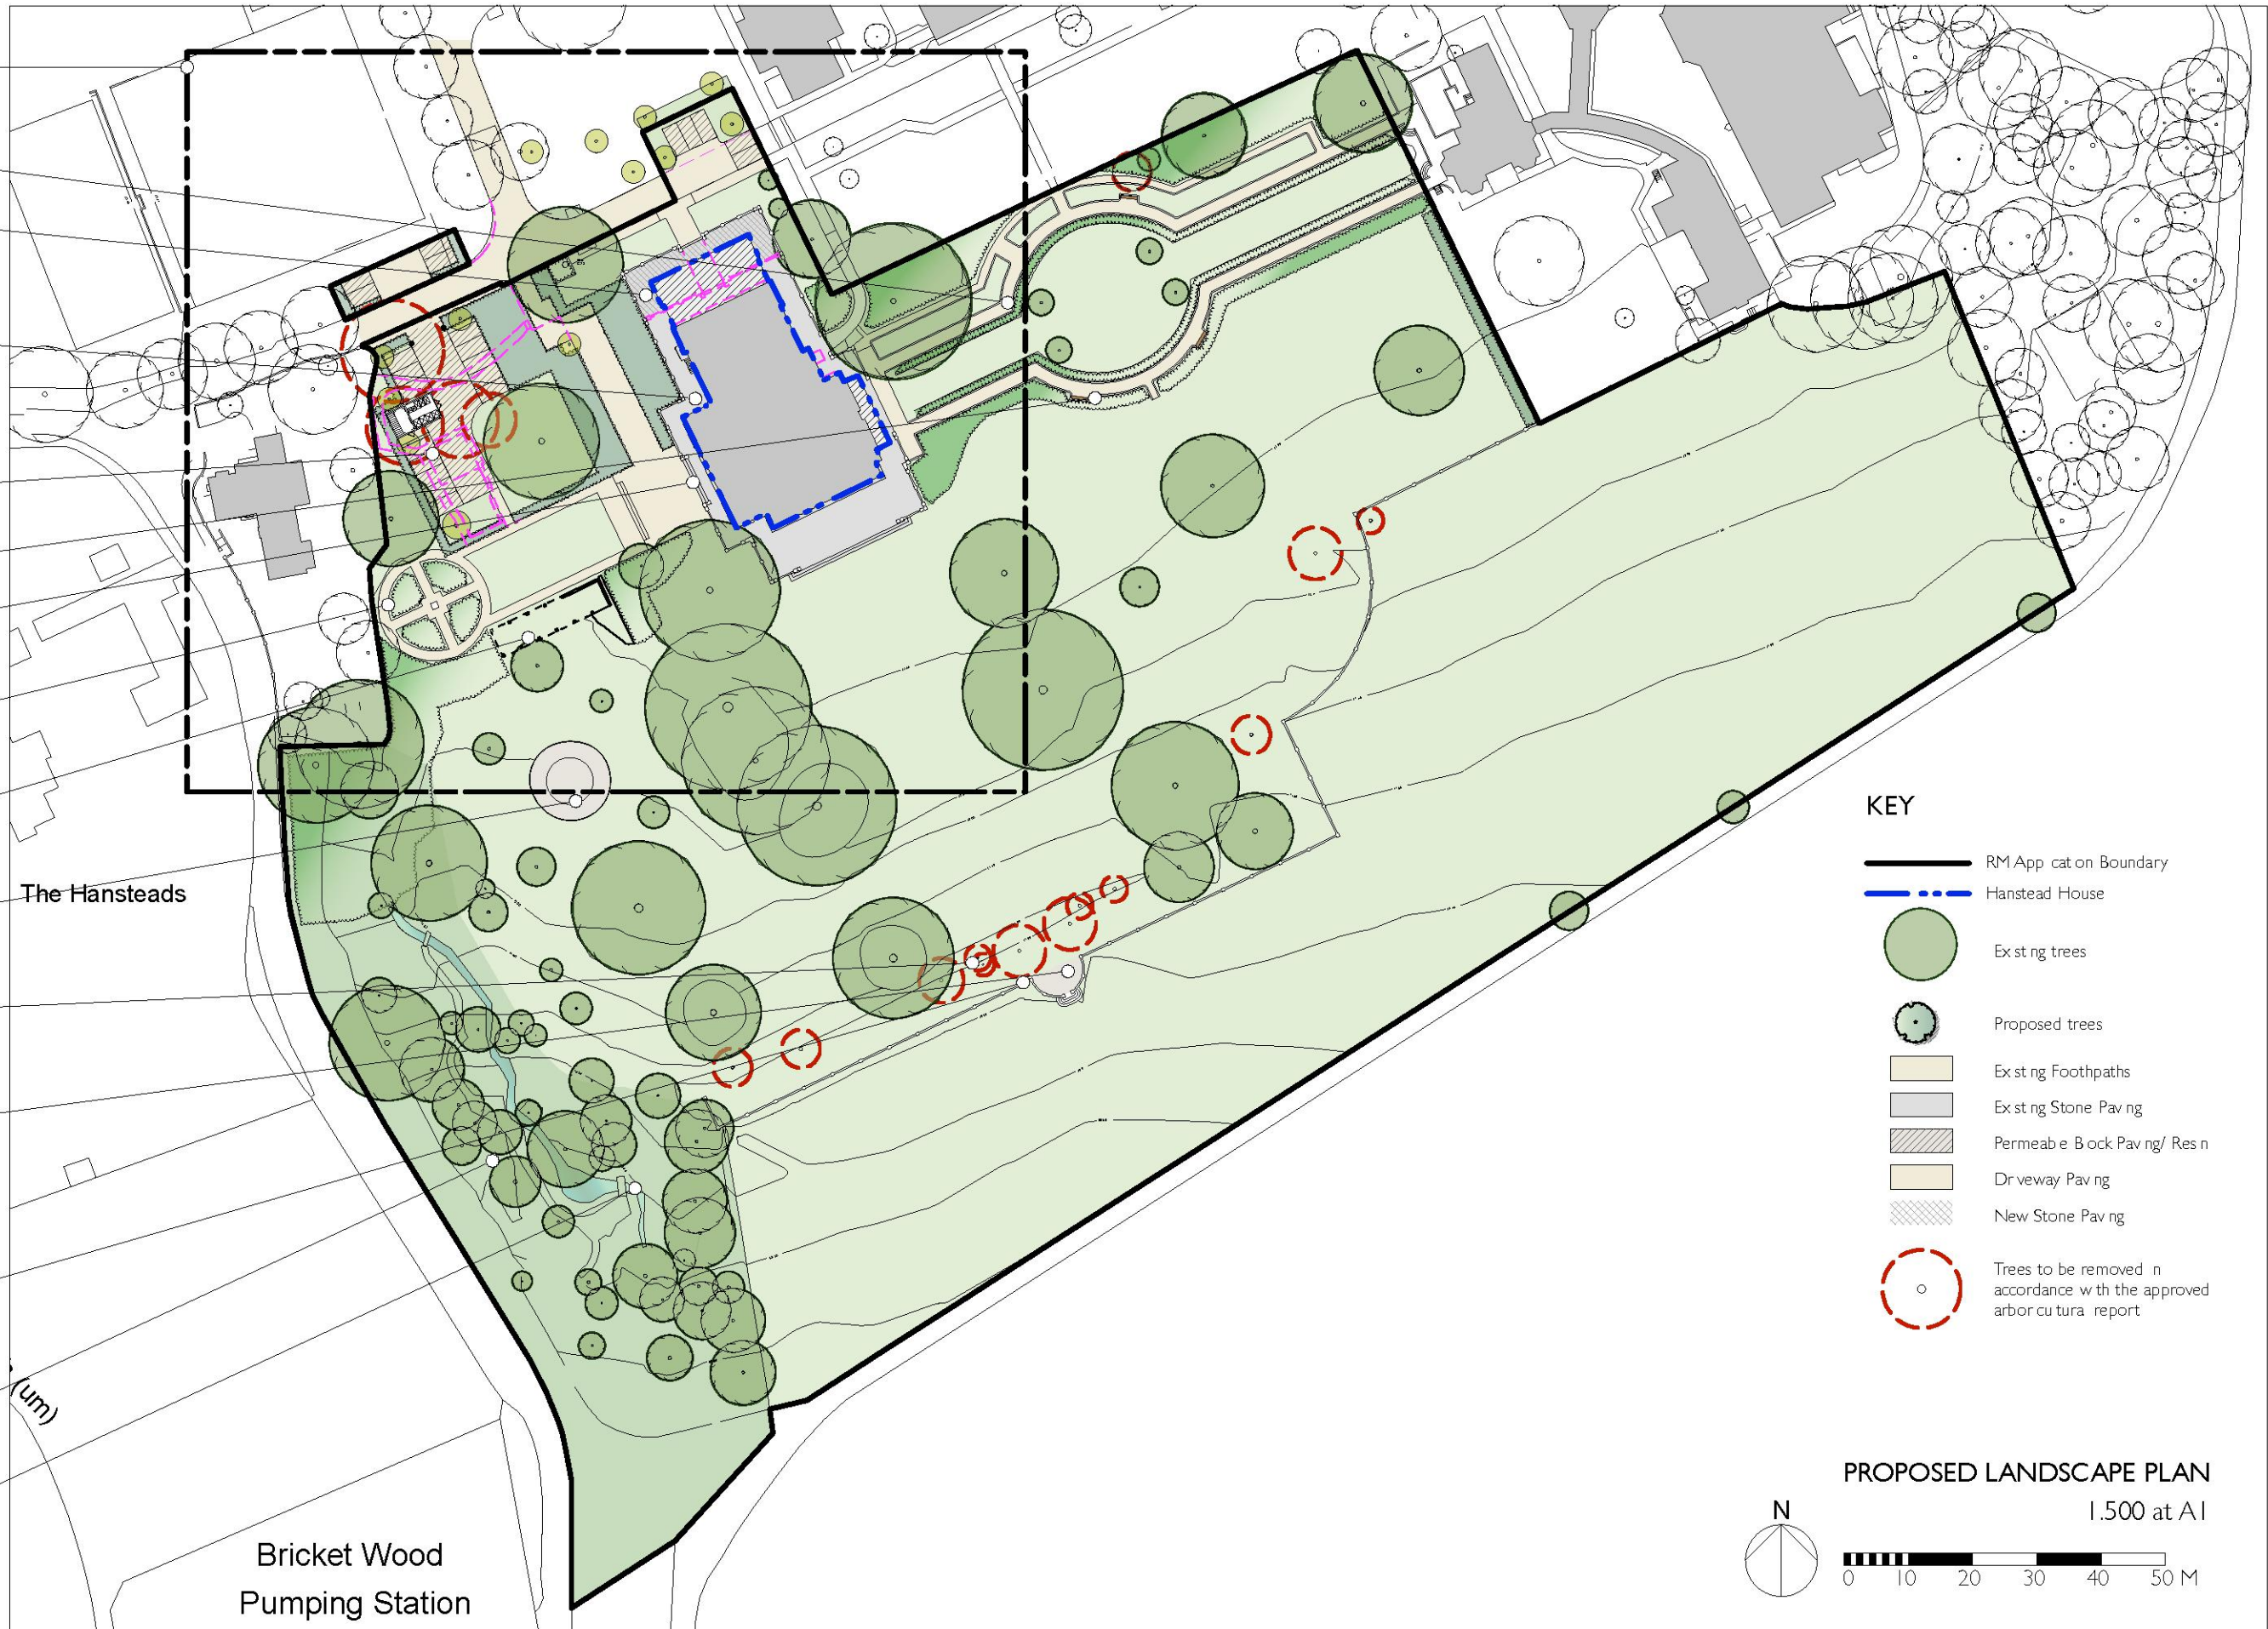 The Hansteads
(um)
Bricket Wood
Pumping Station
KEY
RM App cat on Boundary
Hanstead House
Ex st ng trees
Proposed trees
Ex st ng Foothpaths
Ex st ng Stone Pav ng
Permeab e B ock Pav ng/ Res n
Dr veway Pav ng
New Stone Pav ng
Trees to be removed n
accordance w th the approved
arbor cu tura report
PROPOSED LANDSCAPE PLAN
1.500 at A1
N
0 10 20 30 40 50 M